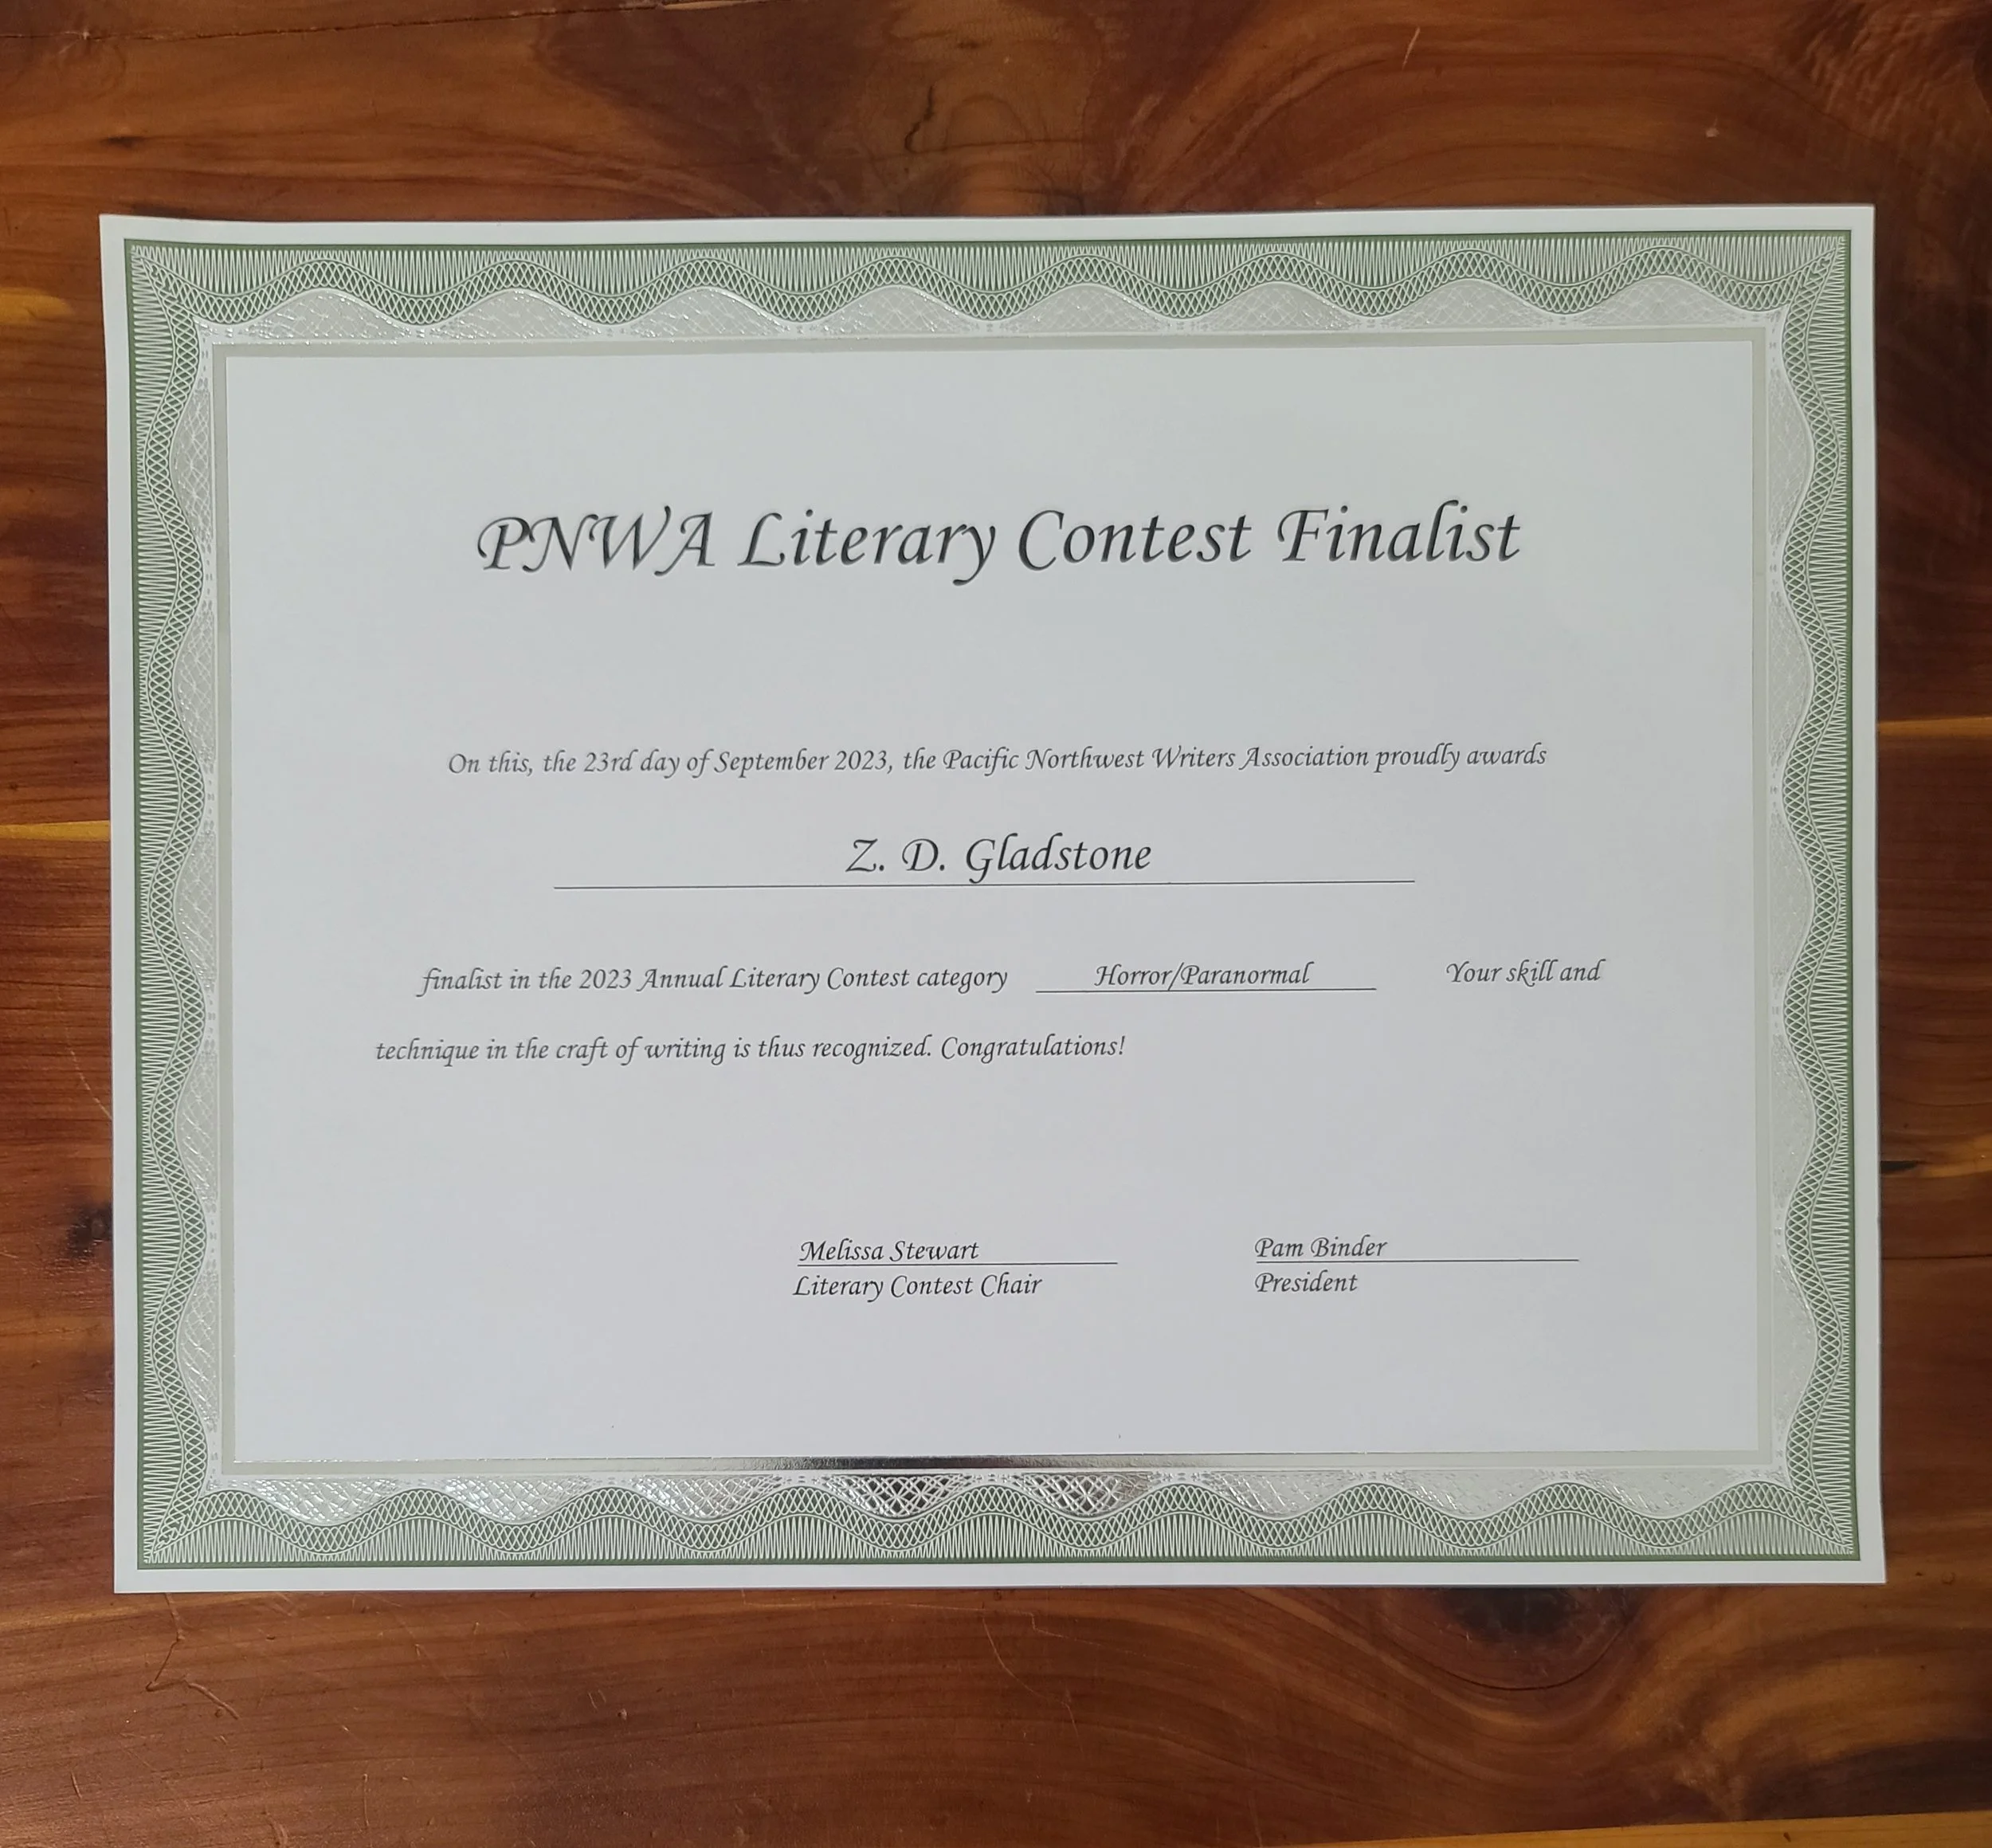 PNWA Literary Contest Finalist
On this, the 23rd day of September 2023, the Pacific Northwest Writers Association proudly awards
Z. D. Gladstone
finalist in the 2023 Annual Literary Contest category Horror/Paranormal Your skill and
technique in the craft of writing is thus recognized. Congratulations!
Melissa Stewart Pam Binder
Literary Contest Chair President